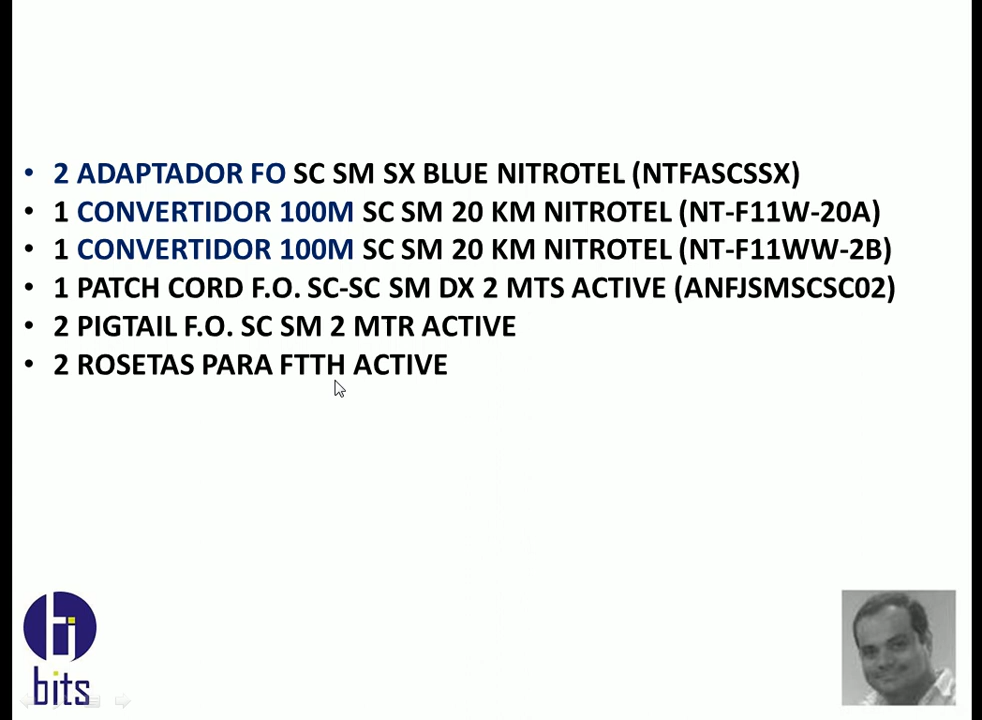 • 2 ADAPTADOR FO SC SM SX BLUE NITROTEL (NTFASCSSX)
• 1 CONVERTIDOR 100M SC SM 20 KM NITROTEL (NT-F11W-20A)
• 1 CONVERTIDOR 100M SC SM 20 KM NITROTEL (NT-F11WW-2B)
• 1 PATCH CORD F.O. SC-SC SM DX 2 MTS ACTIVE (ANFJSMSCSC02)
• 2 PIGTAIL F.O. SC SM 2 MTR ACTIVE
• 2 ROSETAS PARA FTTH ACTIVE
bits